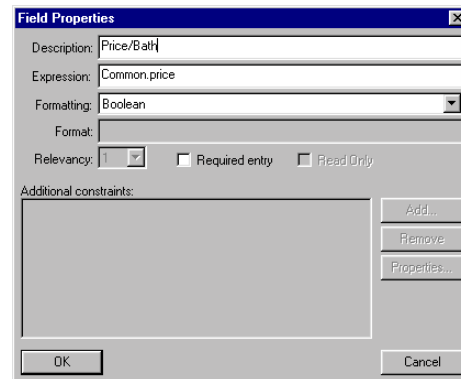 Field Properties
Description: Price/Bath
Expression: Common.price
Formatting: Boolean
Format:
Relevancy: 1 Required entry Read Only
Additional constraints:
Add...
Remove
Properties...
OK Cancel